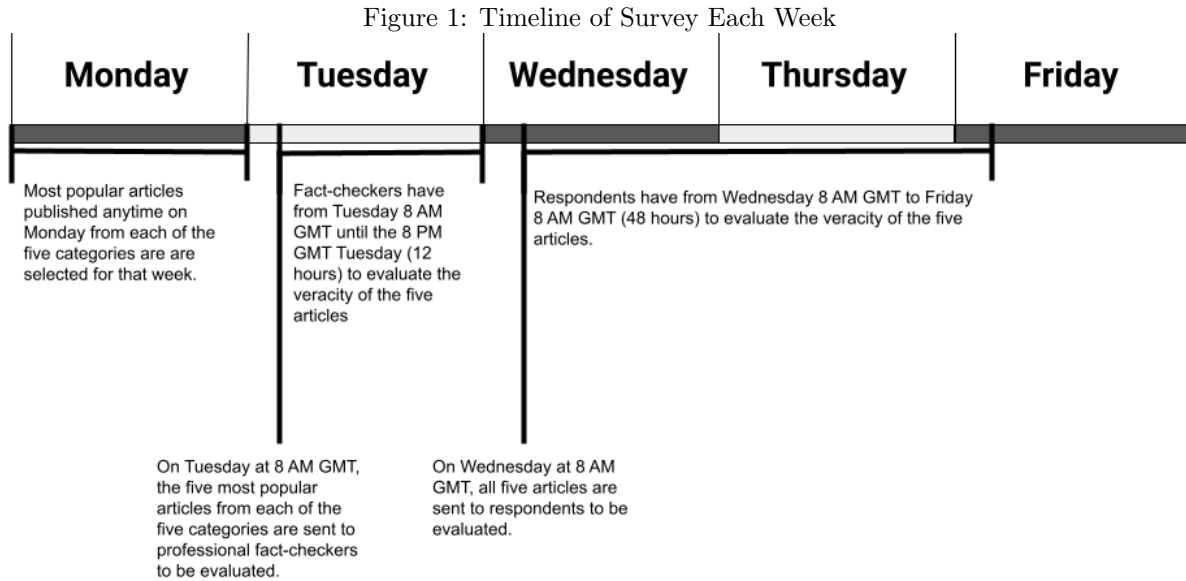 Figure 1: Timeline of Survey Each Week
Monday
Tuesday
Wednesday
Thursday
Friday
Most popular articles
published anytime on
Monday from each of the
five categories are are
selected for that week.
Fact-checkers have
from Tuesday 8 AM
GMT until the 8 PM
GMT Tuesday (12
hours) to evaluate the
veracity of the five
articles
Respondents have from Wednesday 8 AM GMT to Friday
8 AM GMT (48 hours) to evaluate the veracity of the five
articles.
On Tuesday at 8 AM GMT,
the five most popular
articles from each of the
five categories are sent to
professional fact-checkers
to be evaluated.
On Wednesday at 8 AM
GMT, all five articles are
sent to respondents to be
evaluated.